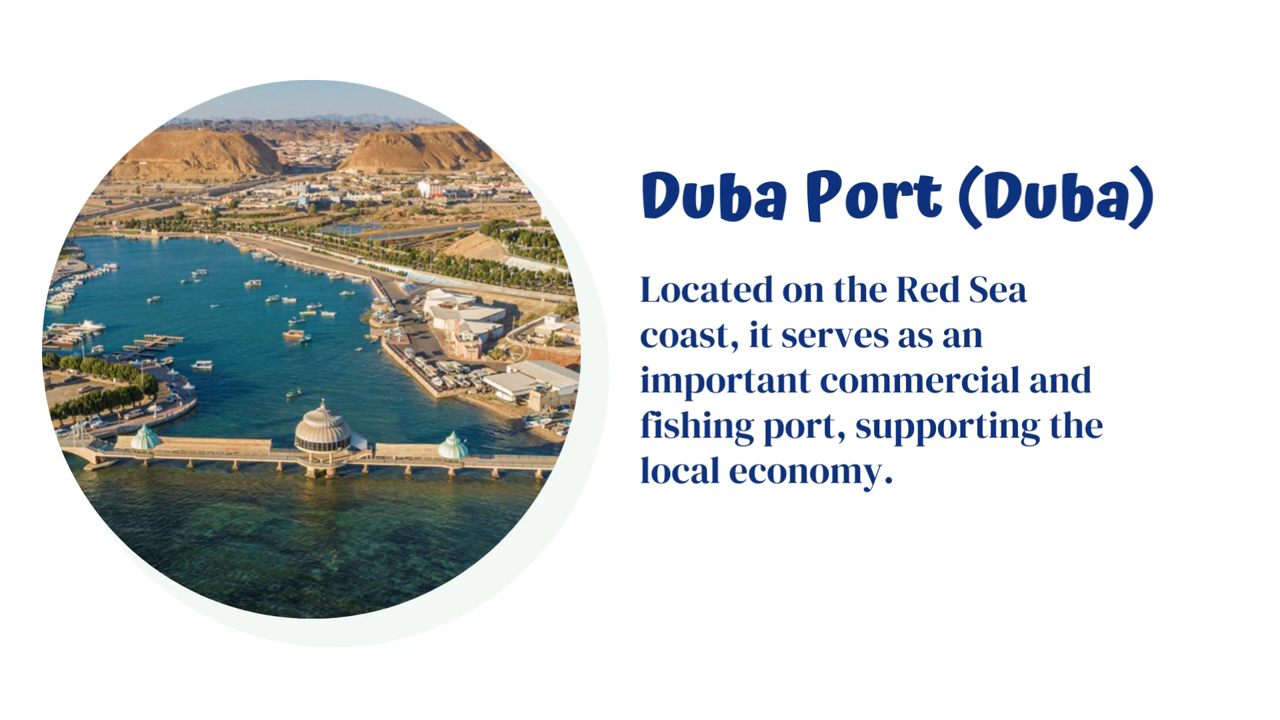 Duba Port (Duba)
Located on the Red Sea
coast, it serves as an
important commercial and
fishing port, supporting the
local economy.